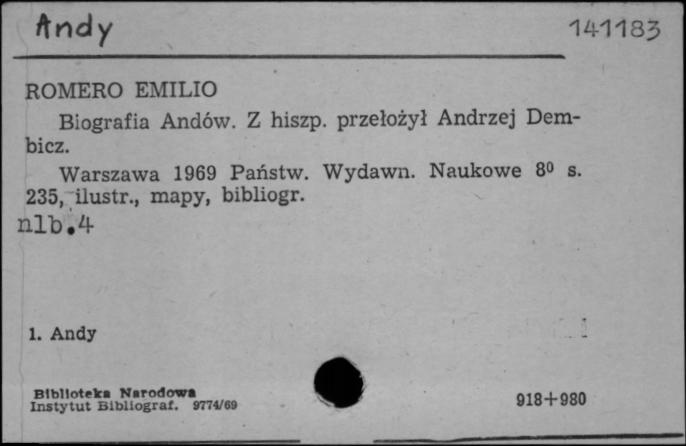 Andy 141183
ROMERO EMILIO
Biografia Andów. Z hiszp. przełożył Andrzej Dem-
bicz.
Warszawa 1969 Państw. Wydawn. Naukowe 8⁰ s.
235, ilustr., mapy, bibliogr.
nlb.4
1. Andy
Biblioteka Narodowa
Instytut Bibliograf. 9774/69 918+980